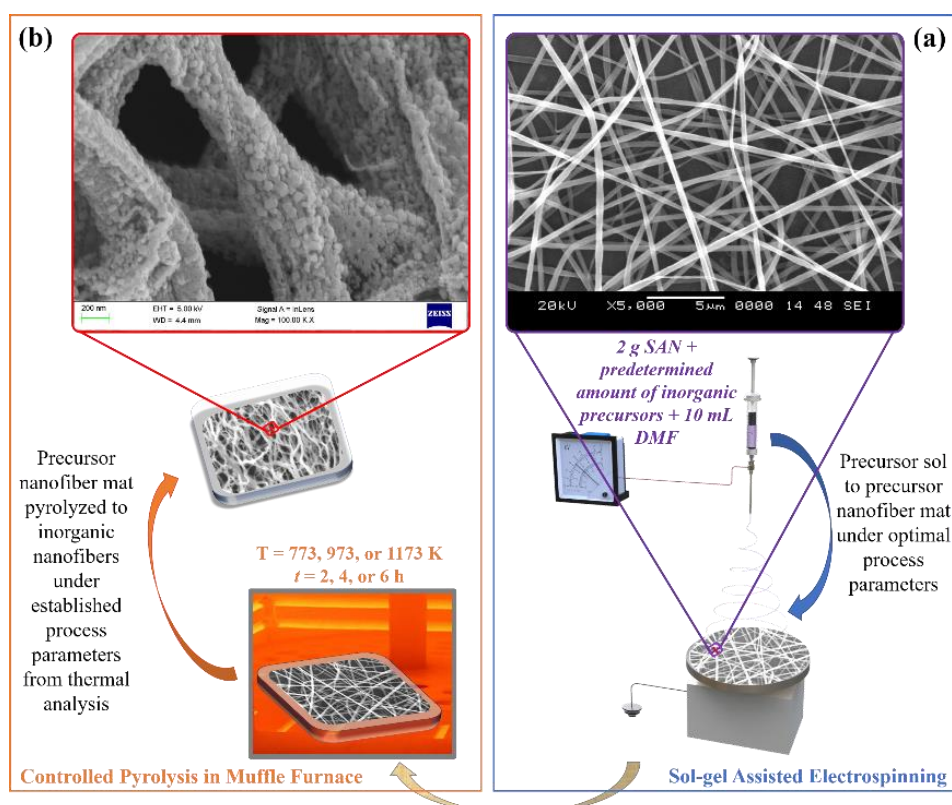 (b)
200 nm
EHT = 5.00 kV
WD = 4.4 mm
Signal A = InLens
Mag = 100.00 K X
ZEISS
Precursor
nanofiber mat
pyrolyzed to
inorganic
nanofibers
under
established
process
parameters
from thermal
analysis
T = 773, 973, or 1173 K
t = 2, 4, or 6 h
Controlled Pyrolysis in Muffle Furnace
(a)
20kV X5,000 5μm 0000 14 48 SEI
2 g SAN +
predetermined
amount of inorganic
precursors + 10 mL
DMF
Precursor sol
to precursor
nanofiber mat
under optimal
process
parameters
Sol-gel Assisted Electrospinning